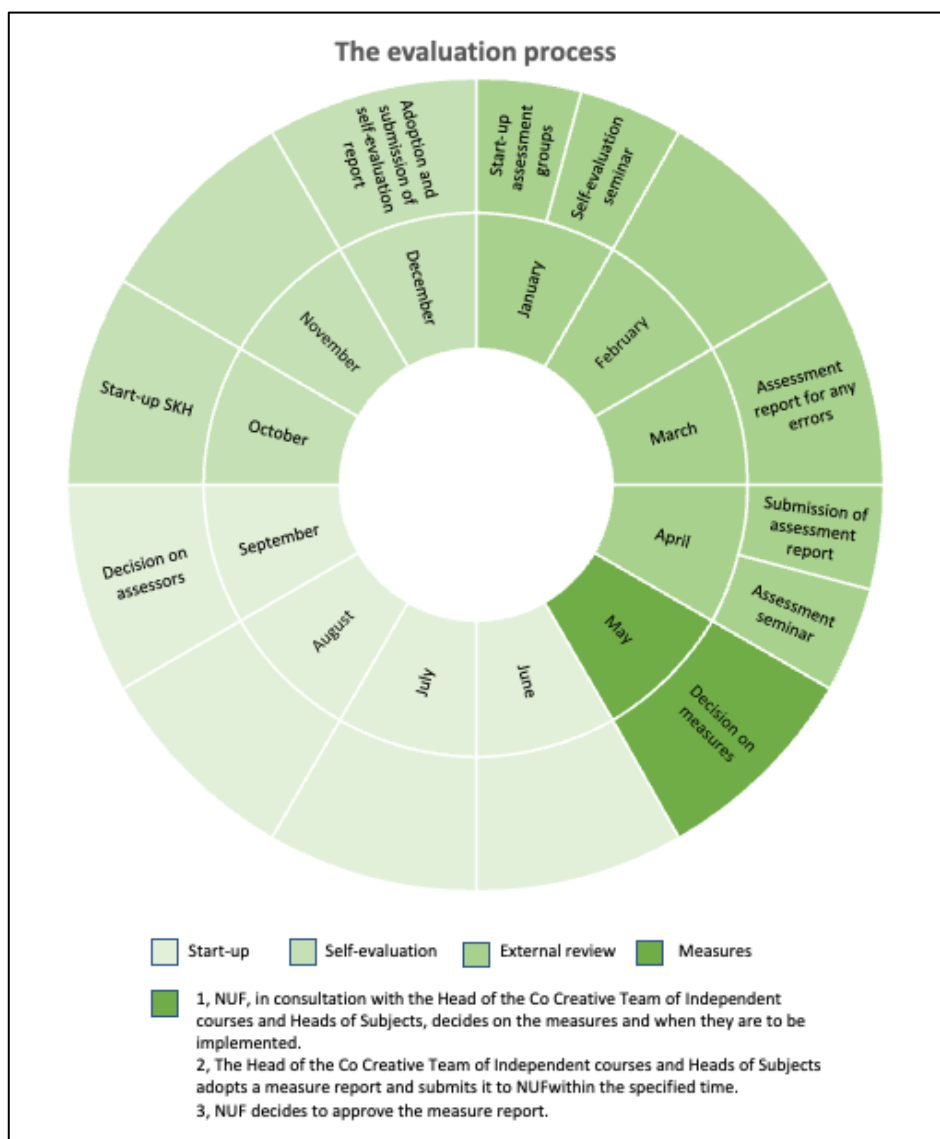 The evaluation process
Start-up
assessment
groups
Self-evaluation
seminar
Assessment
report for any
errors
Submission of
assessment
report
Assessment
seminar
Decision on
measures
Decision on
assessors
Start-up SKH
Adoption and
submission of
self-evaluation
report
January
February
March
April
May
June
July
August
September
October
November
December
Start-up
Self-evaluation
External review
Measures
1, NUF, in consultation with the Head of the Co Creative Team of Independent
courses and Heads of Subjects, decides on the measures and when they are to be
implemented.
2, The Head of the Co Creative Team of Independent courses and Heads of Subjects
adopts a measure report and submits it to NUFwithin the specified time.
3, NUF decides to approve the measure report.